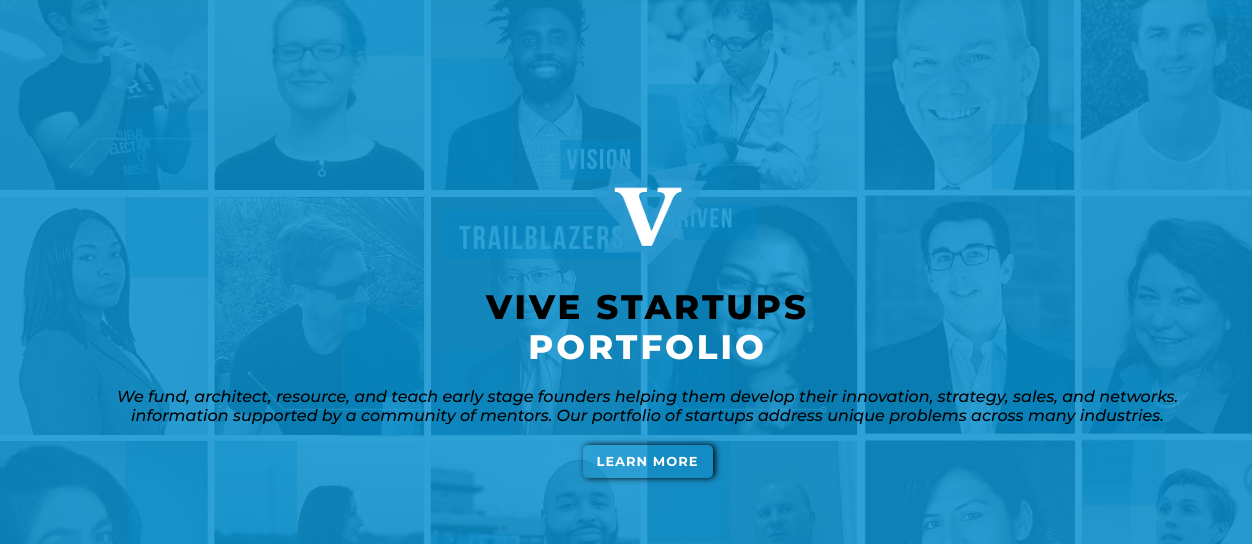 VISION
V
TRAILBLAZERS
VIVE STARTUPS
PORTFOLIO
We fund, architect, resource, and teach early stage founders helping them develop their innovation, strategy, sales, and networks.
information supported by a community of mentors. Our portfolio of startups address unique problems across many industries.
LEARN MORE